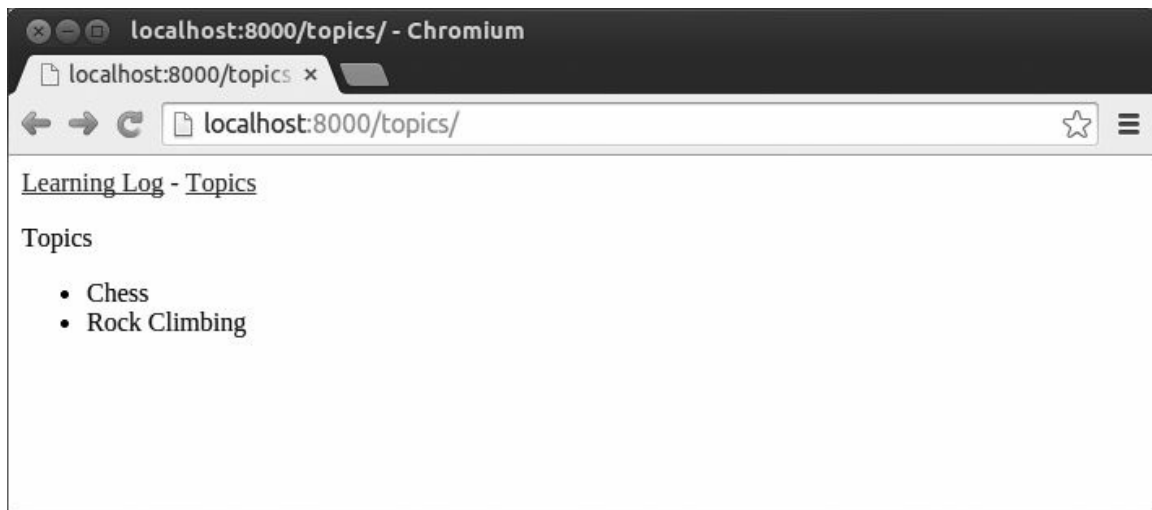 localhost:8000/topics/ - Chromium
localhost:8000/topics ×
localhost:8000/topics/
Learning Log - Topics
Topics
• Chess
• Rock Climbing